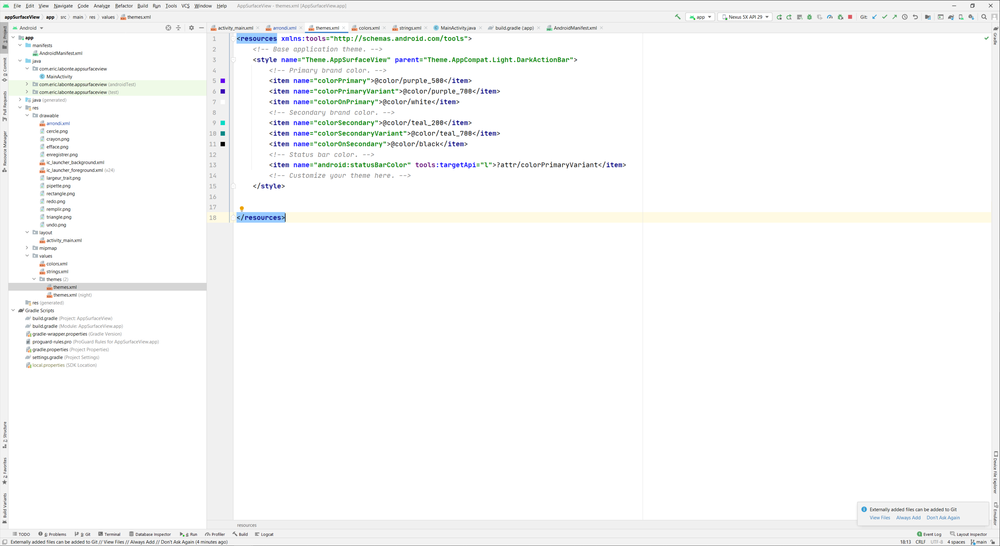 File Edit View Navigate Code Analyze Refactor Build Run Tools VCS Window Help AppSurfaceView - themes.xml [AppSurfaceView.app]
appSurfaceView app src main res values themes.xml app Nexus 5X API 29 Git:
Android activity_main.xml arrondi.xml themes.xml colors.xml strings.xml MainActivity.java build.gradle (:app) AndroidManifest.xml
1: Project
0: Commit
Pull Requests
Resource Manager
7: Structure
2: Favorites
Build Variants
app
manifests
AndroidManifest.xml
java
com.eric.labonte.appsurfaceview
MainActivity
com.eric.labonte.appsurfaceview (androidTest)
com.eric.labonte.appsurfaceview (test)
java (generated)
res
drawable
arrondi.xml
cercle.png
crayon.png
efface.png
enregistrer.png
ic_launcher_background.xml
ic_launcher_foreground.xml (v24)
largeur_trait.png
pipette.png
rectangle.png
redo.png
remplir.png
triangle.png
undo.png
layout
activity_main.xml
mipmap
values
colors.xml
strings.xml
themes (2)
themes.xml
themes.xml (night)
res (generated)
Gradle Scripts
build.gradle (Project: AppSurfaceView)
build.gradle (Module: AppSurfaceView.app)
gradle-wrapper.properties (Gradle Version)
proguard-rules.pro (ProGuard Rules for AppSurfaceView.app)
gradle.properties (Project Properties)
settings.gradle (Project Settings)
local.properties (SDK Location)
1 <resources xmlns:tools="http://schemas.android.com/tools">
2 <!-- Base application theme. -->
3 <style name="Theme.AppSurfaceView" parent="Theme.AppCompat.Light.DarkActionBar">
4 <!-- Primary brand color. -->
5 <item name="colorPrimary">@color/purple_500</item>
6 <item name="colorPrimaryVariant">@color/purple_700</item>
7 <item name="colorOnPrimary">@color/white</item>
8 <!-- Secondary brand color. -->
9 <item name="colorSecondary">@color/teal_200</item>
10 <item name="colorSecondaryVariant">@color/teal_700</item>
11 <item name="colorOnSecondary">@color/black</item>
12 <!-- Status bar color. -->
13 <item name="android:statusBarColor" tools:targetApi="l">?attr/colorPrimaryVariant</item>
14 <!-- Customize your theme here. -->
15 </style>
16
17
18 </resources>
Gradle
Device File Explorer
Emulator
Externally added files can be added to Git
View Files Always Add Don't Ask Again
resources
TODO 6: Problems 9: Git Terminal Database Inspector 4: Run Profiler Build Logcat 1 Event Log Layout Inspector
Externally added files can be added to Git // View Files // Always Add // Don't Ask Again (4 minutes ago) 18:13 CRLF UTF-8 4 spaces main